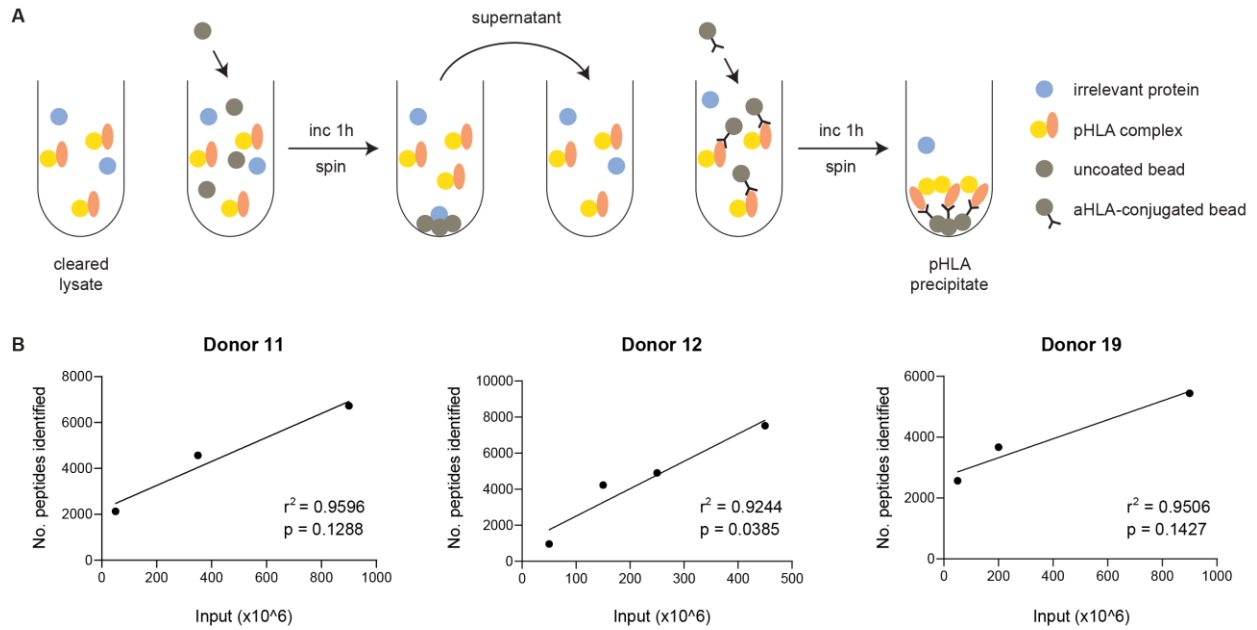 A
supernatant
inc 1h
spin
inc 1h
spin
cleared
lysate
pHLA
precipitate
irrelevant protein
pHLA complex
uncoated bead
aHLA-conjugated bead
B
Donor 11
No. peptides identified
8000
6000
4000
2000
0
0 200 400 600 800 1000
Input (x10^6)
r² = 0.9596
p = 0.1288
Donor 12
No. peptides identified
10000
8000
6000
4000
2000
0
0 100 200 300 400 500
Input (x10^6)
r² = 0.9244
p = 0.0385
Donor 19
No. peptides identified
6000
4000
2000
0
0 200 400 600 800 1000
Input (x10^6)
r² = 0.9506
p = 0.1427